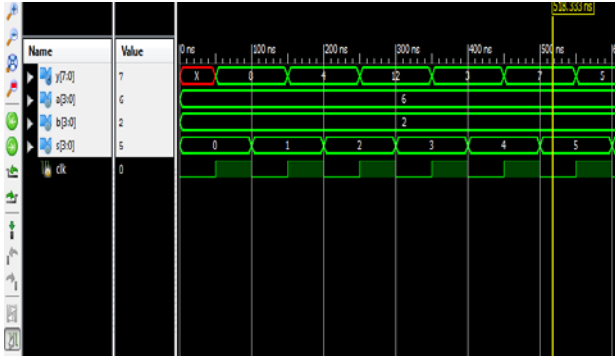 518.333 ns
Name Value
0 ns 100 ns 200 ns 300 ns 400 ns 500 ns
y[7:0] 7 X 8 4 12 3 7 5
a[3:0] 6 6
b[3:0] 2 2
s[3:0] 5 0 1 2 3 4 5
clk 0